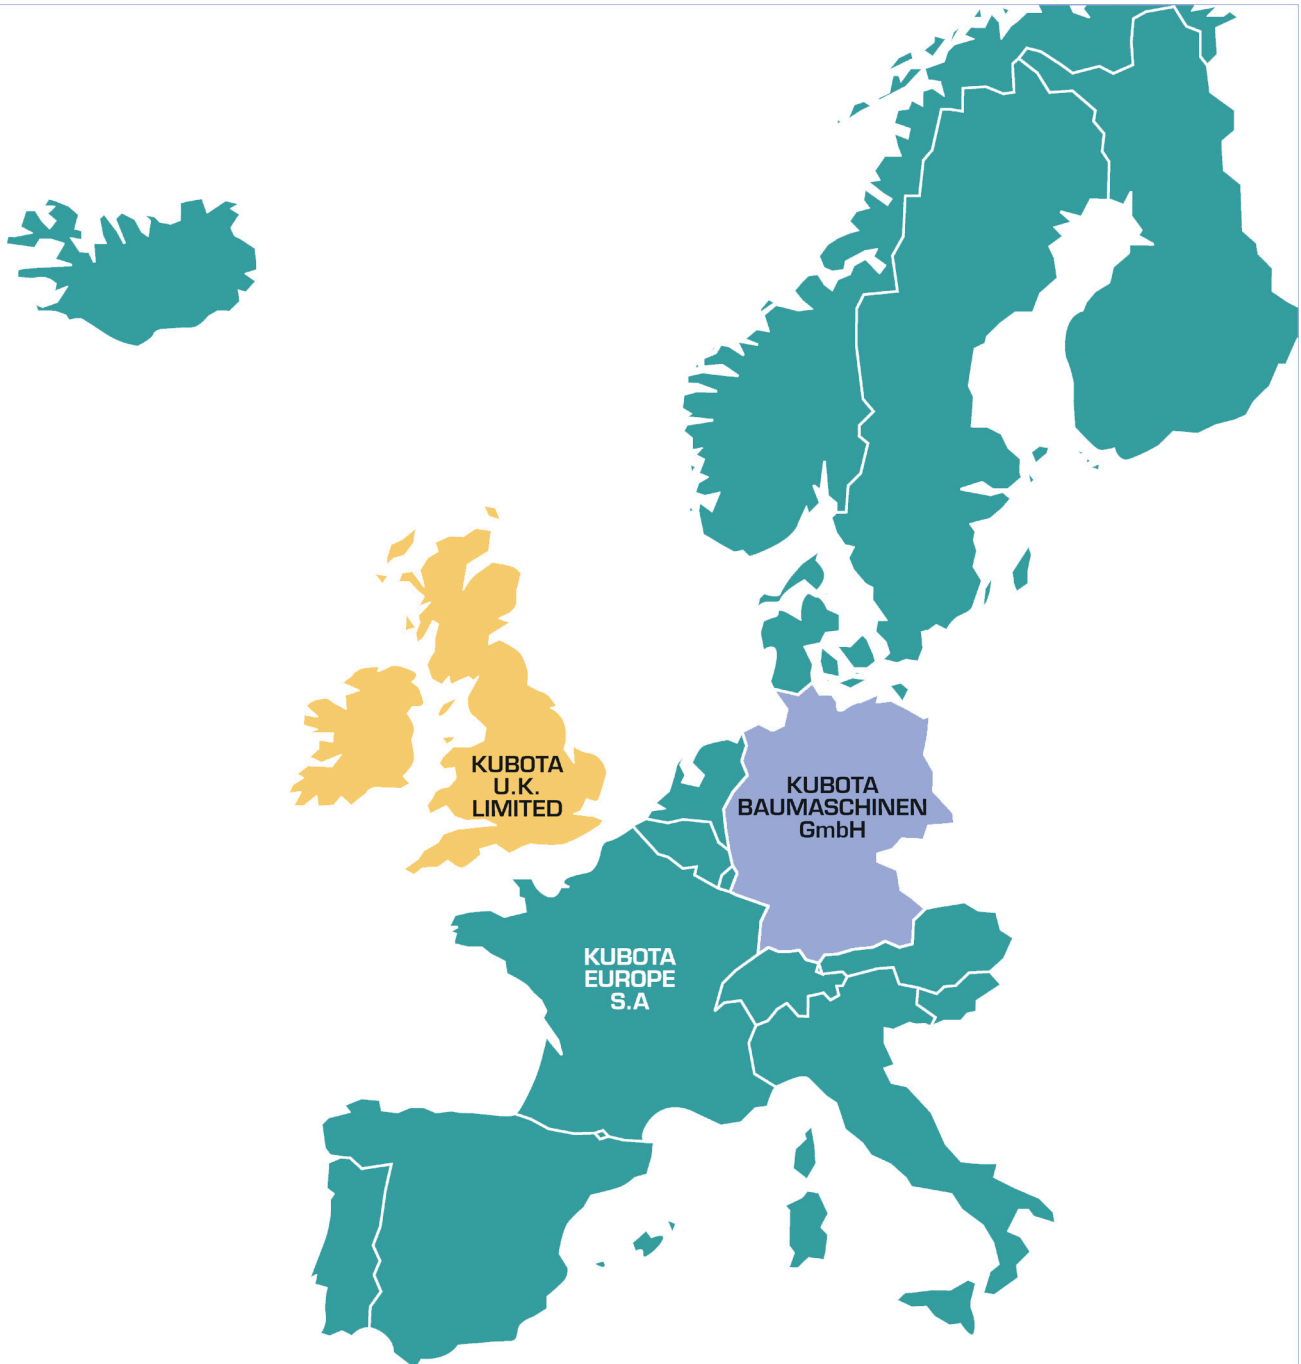 KUBOTA
U.K.
LIMITED
KUBOTA
BAUMASCHINEN
GmbH
KUBOTA
EUROPE
S.A